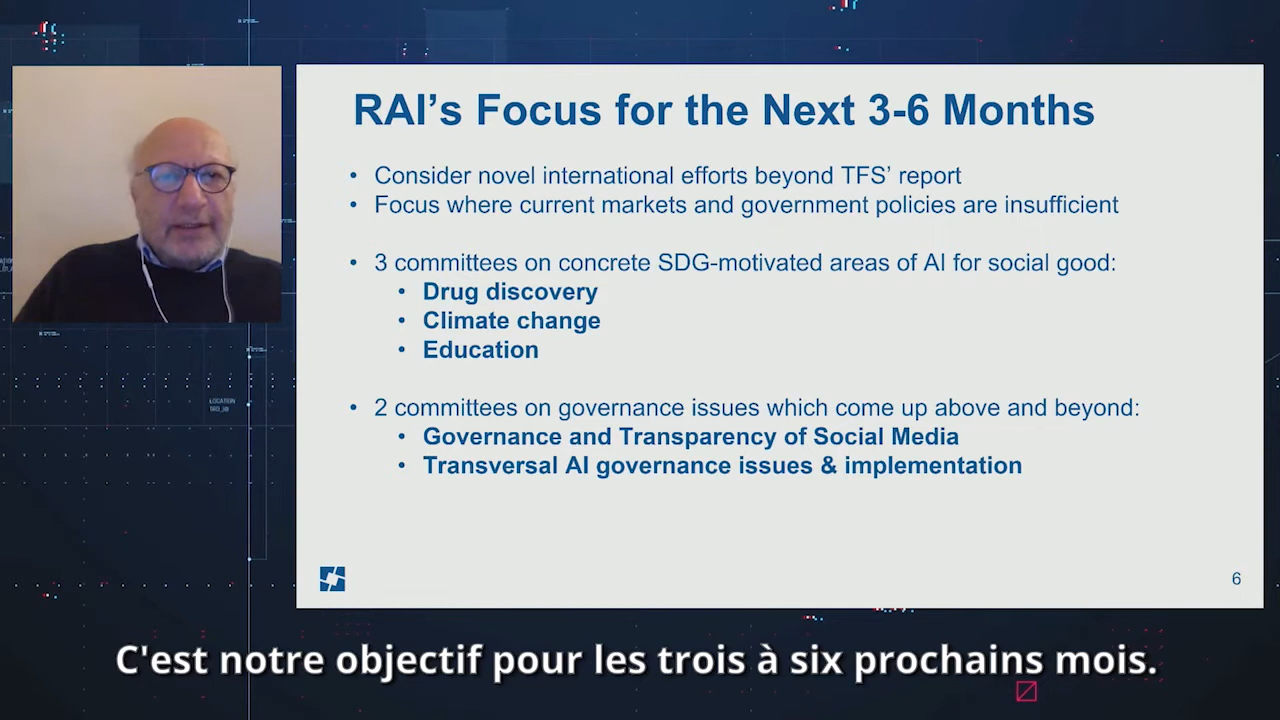 RAI's Focus for the Next 3-6 Months
• Consider novel international efforts beyond TFS' report
• Focus where current markets and government policies are insufficient
• 3 committees on concrete SDG-motivated areas of AI for social good:
• Drug discovery
• Climate change
• Education
• 2 committees on governance issues which come up above and beyond:
• Governance and Transparency of Social Media
• Transversal AI governance issues & implementation
6
LOCATION
C'est notre objectif pour les trois à six prochains mois.